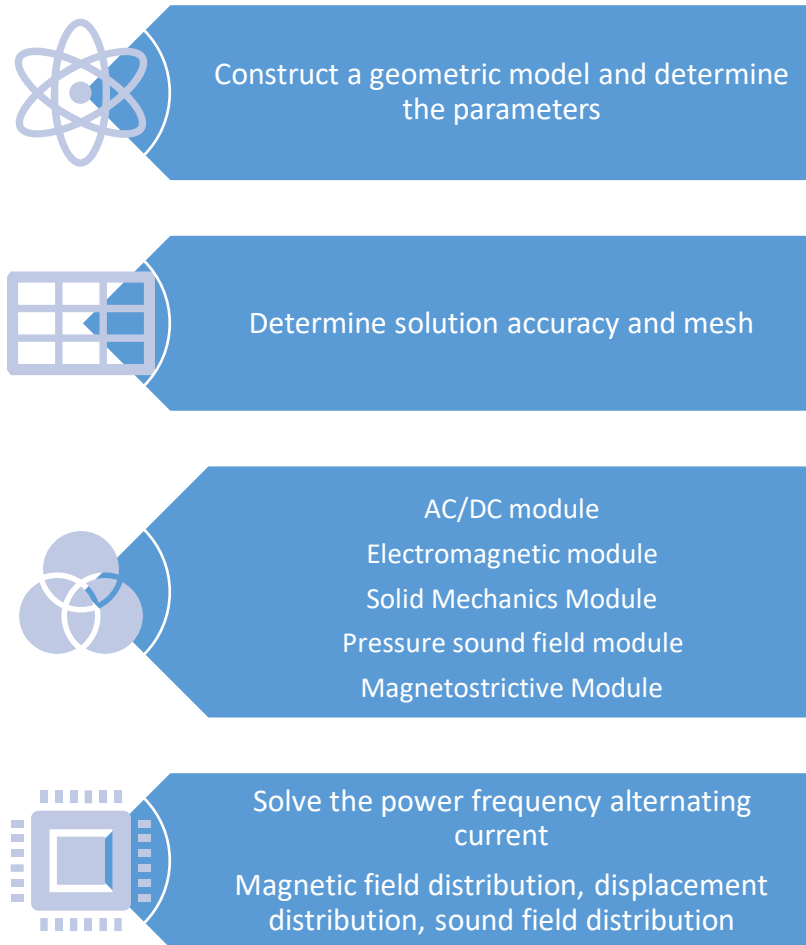 Construct a geometric model and determine
the parameters
Determine solution accuracy and mesh
AC/DC module
Electromagnetic module
Solid Mechanics Module
Pressure sound field module
Magnetostrictive Module
Solve the power frequency alternating
current
Magnetic field distribution, displacement
distribution, sound field distribution